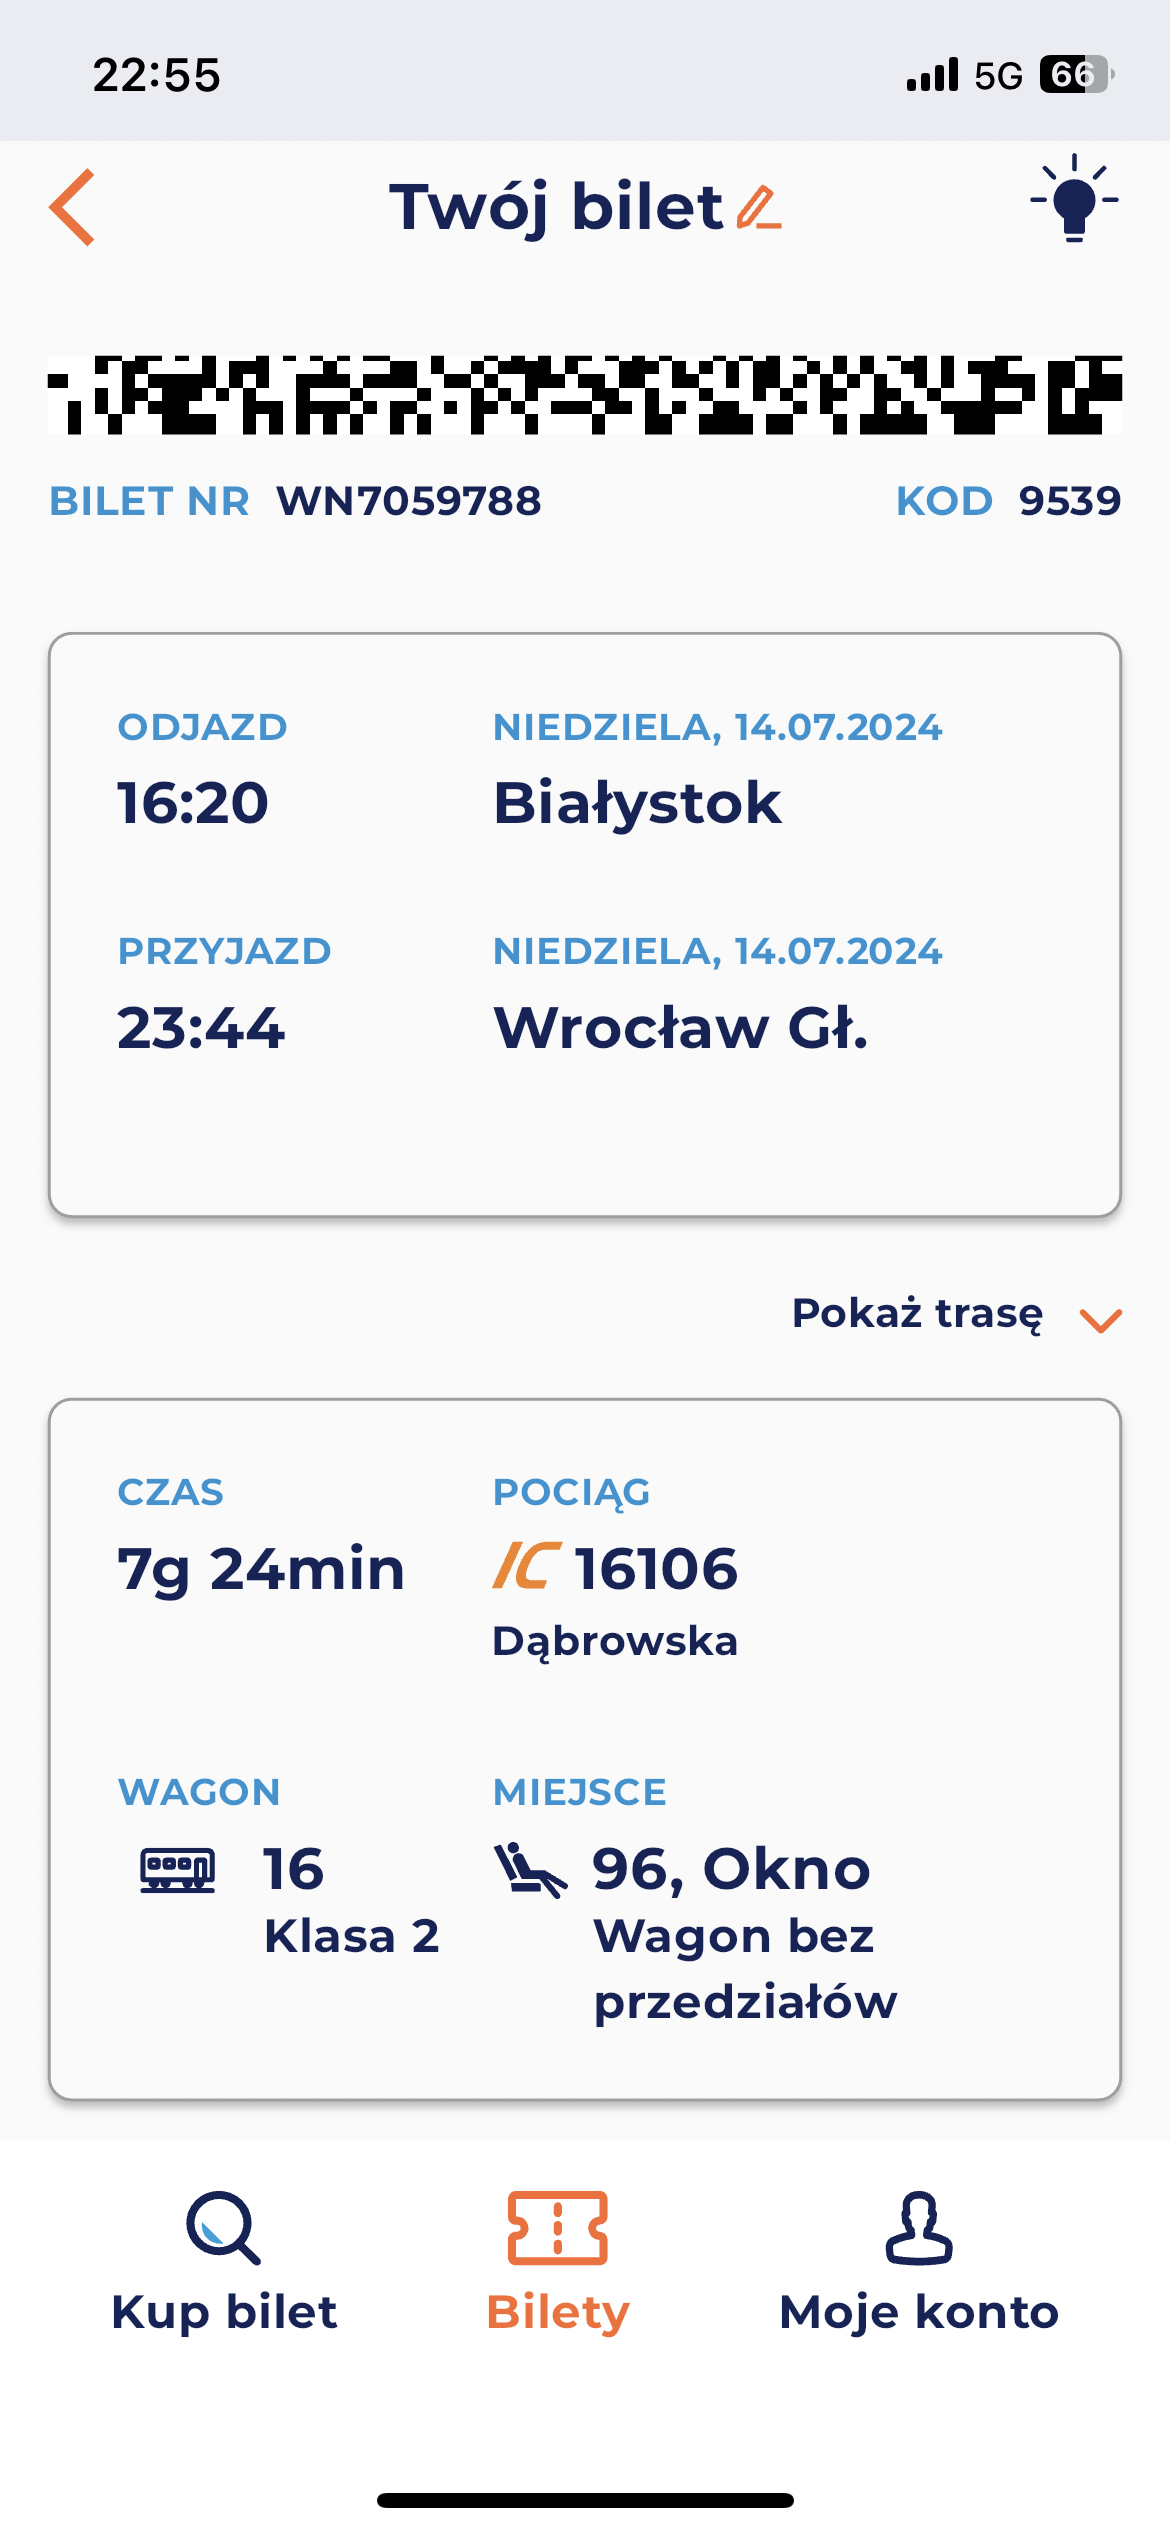 22:55 5G 66
Twój bilet
BILET NR WN7059788 KOD 9539
ODJAZD NIEDZIELA, 14.07.2024
16:20 Białystok
PRZYJAZD NIEDZIELA, 14.07.2024
23:44 Wrocław Gł.
Pokaż trasę
CZAS POCIĄG
7g 24min IC 16106
Dąbrowska
WAGON MIEJSCE
16 96, Okno
Klasa 2 Wagon bez
przedziałów
Kup bilet Bilety Moje konto